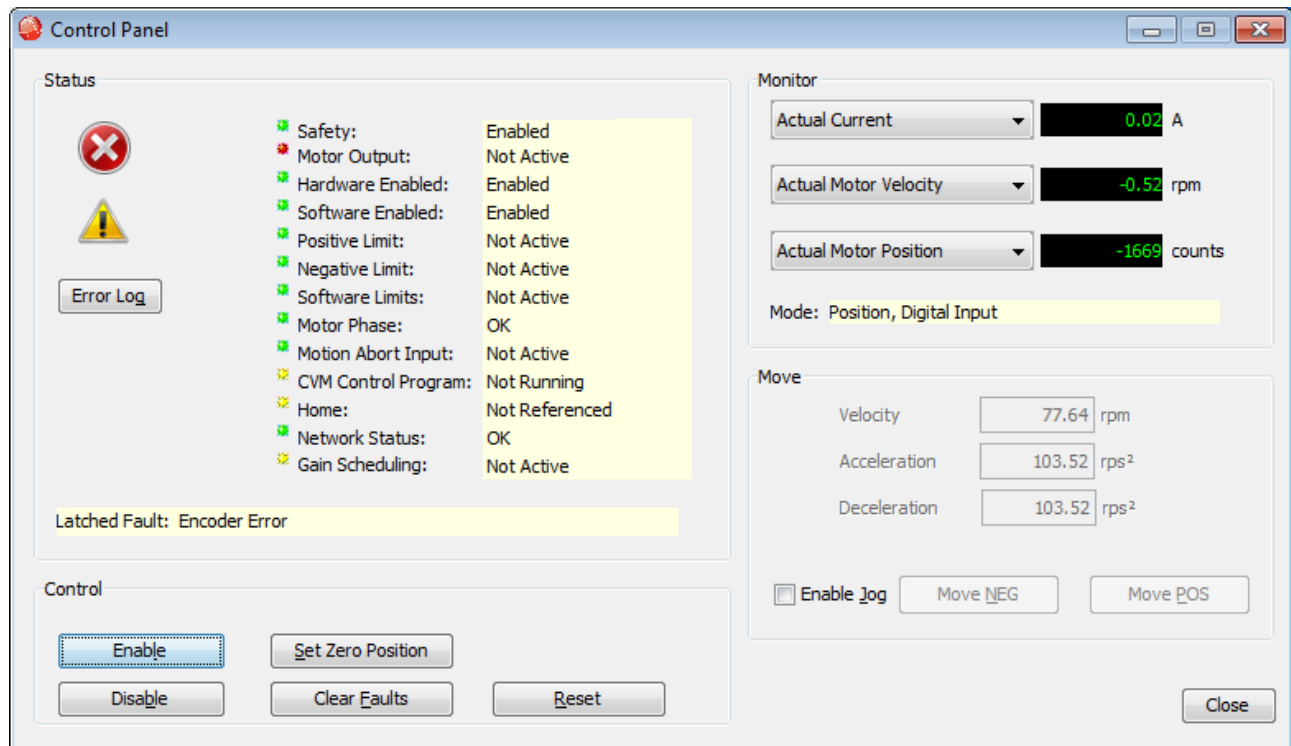 Control Panel
Status
Safety: Enabled
Motor Output: Not Active
Hardware Enabled: Enabled
Software Enabled: Enabled
Positive Limit: Not Active
Negative Limit: Not Active
Software Limits: Not Active
Motor Phase: OK
Motion Abort Input: Not Active
CVM Control Program: Not Running
Home: Not Referenced
Network Status: OK
Gain Scheduling: Not Active
Error Log
Latched Fault: Encoder Error
Control
Enable
Set Zero Position
Disable
Clear Faults
Reset
Monitor
Actual Current 0.02 A
Actual Motor Velocity -0.52 rpm
Actual Motor Position -1669 counts
Mode: Position, Digital Input
Move
Velocity 77.64 rpm
Acceleration 103.52 rps²
Deceleration 103.52 rps²
Enable Jog Move NEG Move POS
Close